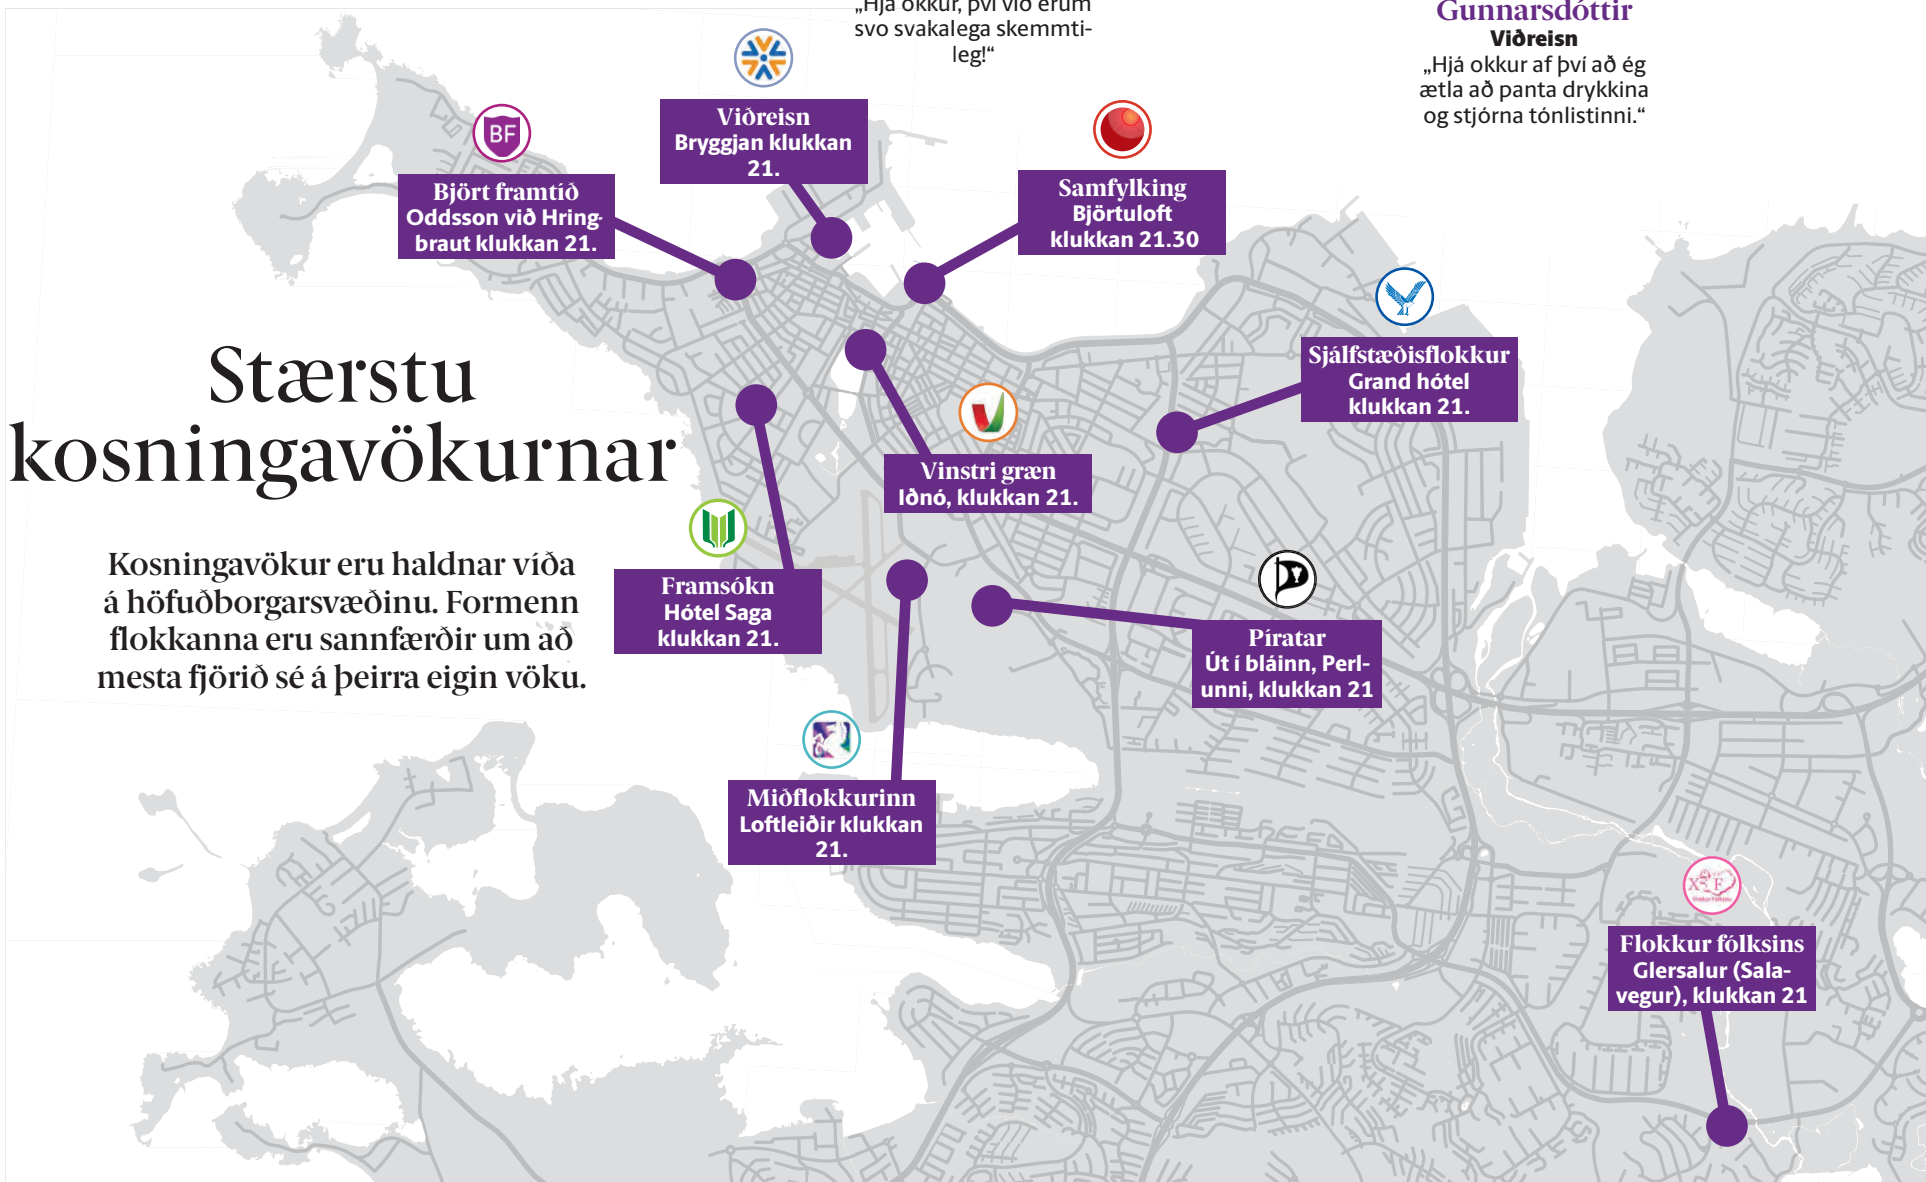 „Hjá okkur, því við erum
svo svakalega skemmti-
leg!“
Gunnarsdóttir
Viðreisn
„Hjá okkur af því að ég
ætla að panta drykkina
og stjórna tónlistinni.“
Viðreisn
Bryggjan klukkan
21.
BF
Björt framtíð
Oddsson við Hring-
braut klukkan 21.
Samfylking
Björtuloft
klukkan 21.30
Sjálfstæðisflokkur
Grand hótel
klukkan 21.
Stærstu
kosningavökurnar
Kosningavökur eru haldnar víða
á höfuðborgarsvæðinu. Formenn
flokkanna eru sannfærðir um að
mesta fjörið sé á þeirra eigin vöku.
Vinstri græn
Iðnó, klukkan 21.
Framsókn
Hótel Saga
klukkan 21.
Píratar
Út í bláinn, Perl-
unni, klukkan 21
Miðflokkurinn
Loftleiðir klukkan
21.
X F
Flokkur fólksins
Flokkur fólksins
Glersalur (Sala-
vegur), klukkan 21